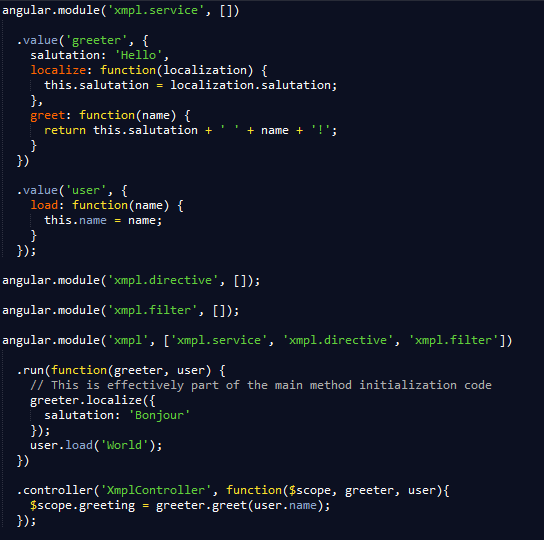 angular.module('xmpl.service', [])
.value('greeter', {
salutation: 'Hello',
localize: function(localization) {
this.salutation = localization.salutation;
},
greet: function(name) {
return this.salutation + ' ' + name + '!';
}
})
.value('user', {
load: function(name) {
this.name = name;
}
});
angular.module('xmpl.directive', []);
angular.module('xmpl.filter', []);
angular.module('xmpl', ['xmpl.service', 'xmpl.directive', 'xmpl.filter'])
.run(function(greeter, user) {
// This is effectively part of the main method initialization code
greeter.localize({
salutation: 'Bonjour'
});
user.load('World');
})
.controller('XmplController', function($scope, greeter, user){
$scope.greeting = greeter.greet(user.name);
});